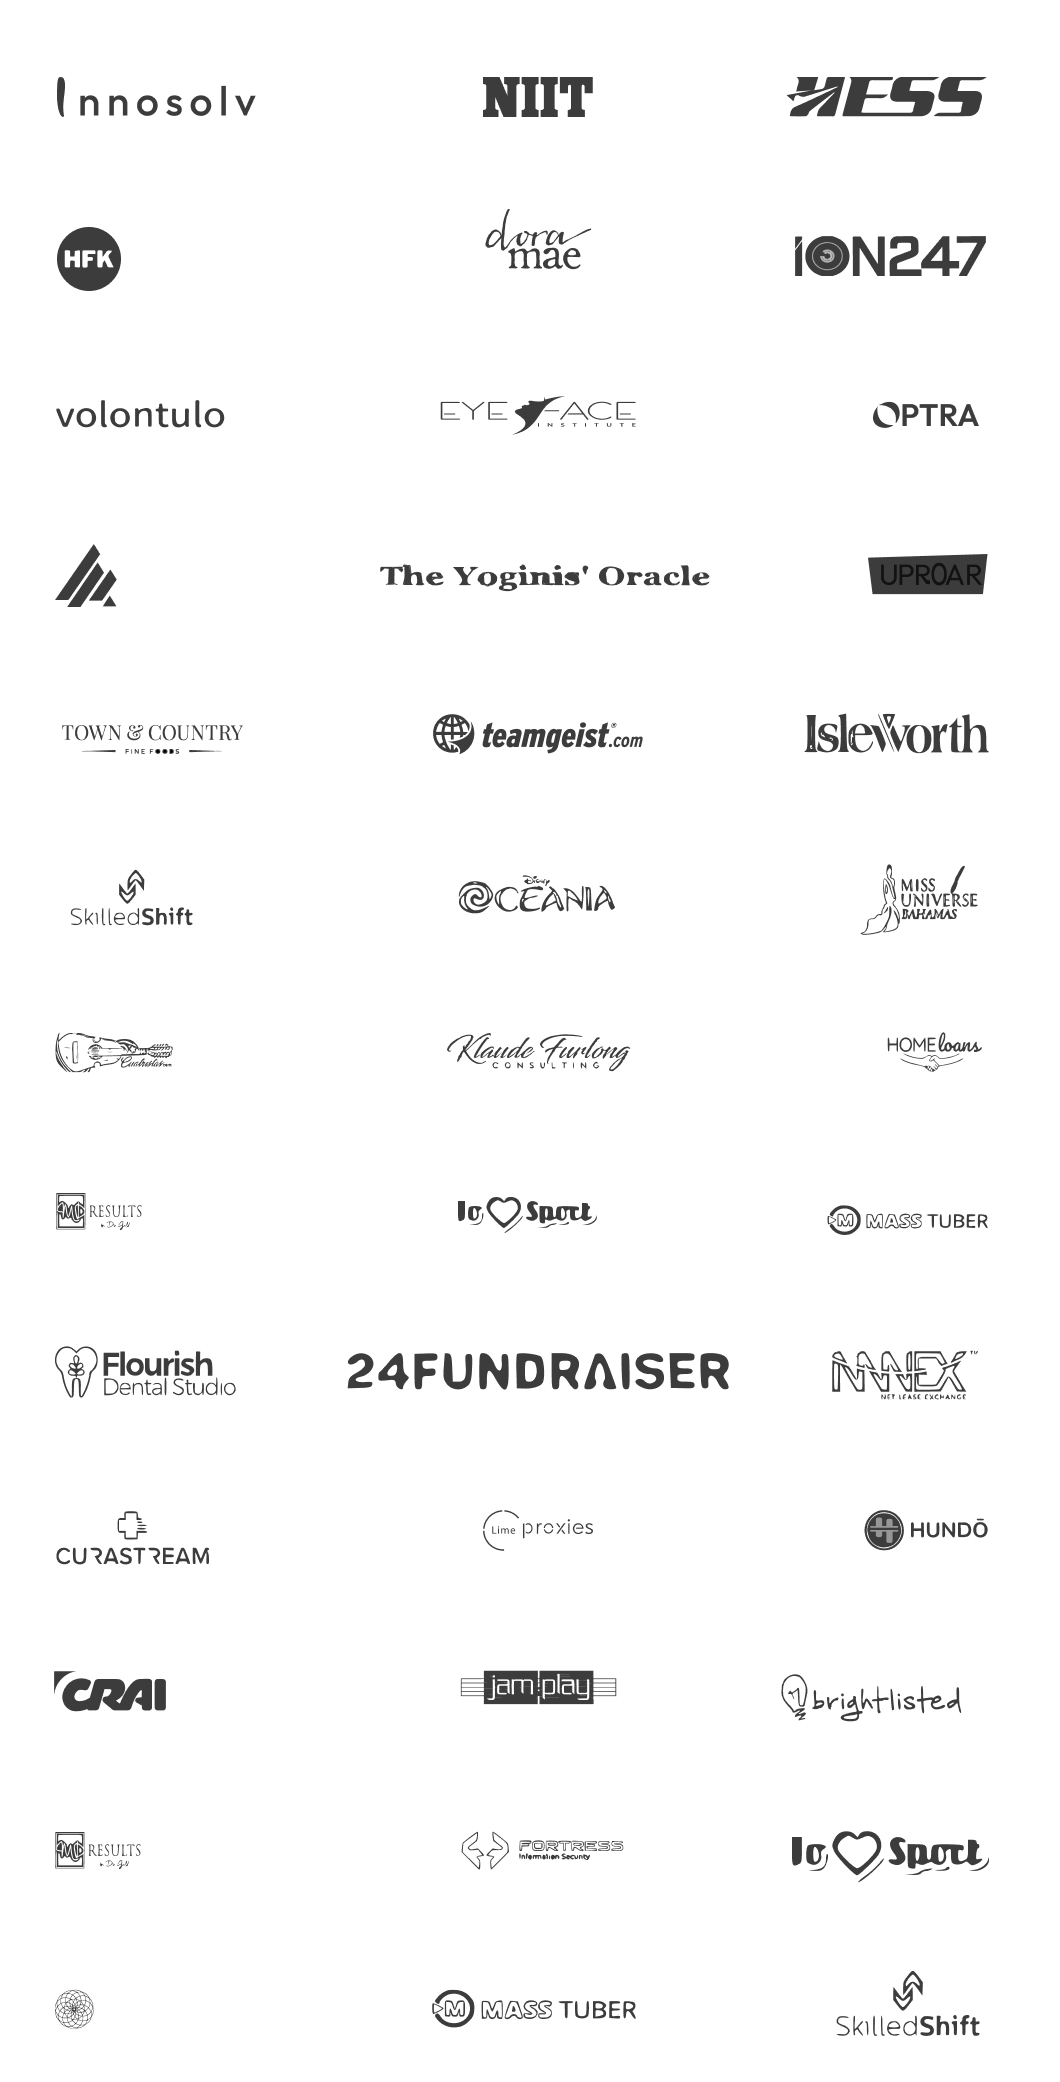 Innosolv
NIIT
HESS
HFK
dora
mae
iON247
volontulo
EYE FACE
INSTITUTE
OPTRA
The Yoginis' Oracle
UPROAR
TOWN & COUNTRY
FINE FOODS
teamgeist®.com
Isleworth
SkilledShift
Disney
OCEANIA
MISS
UNIVERSE
BAHAMAS
Klaude Furlong
CONSULTING
HOME loans
RESULTS
Io Sport
M MASS TUBER
Flourish
Dental Studio
24FUNDRAISER
NNNEX™
NET LEASE EXCHANGE
CURASTREAM
Lime proxies
HUNDŌ
CRAI
jam:play
brightlisted
RESULTS
FORTRESS
Information Security
Io Sport
M MASS TUBER
SkilledShift